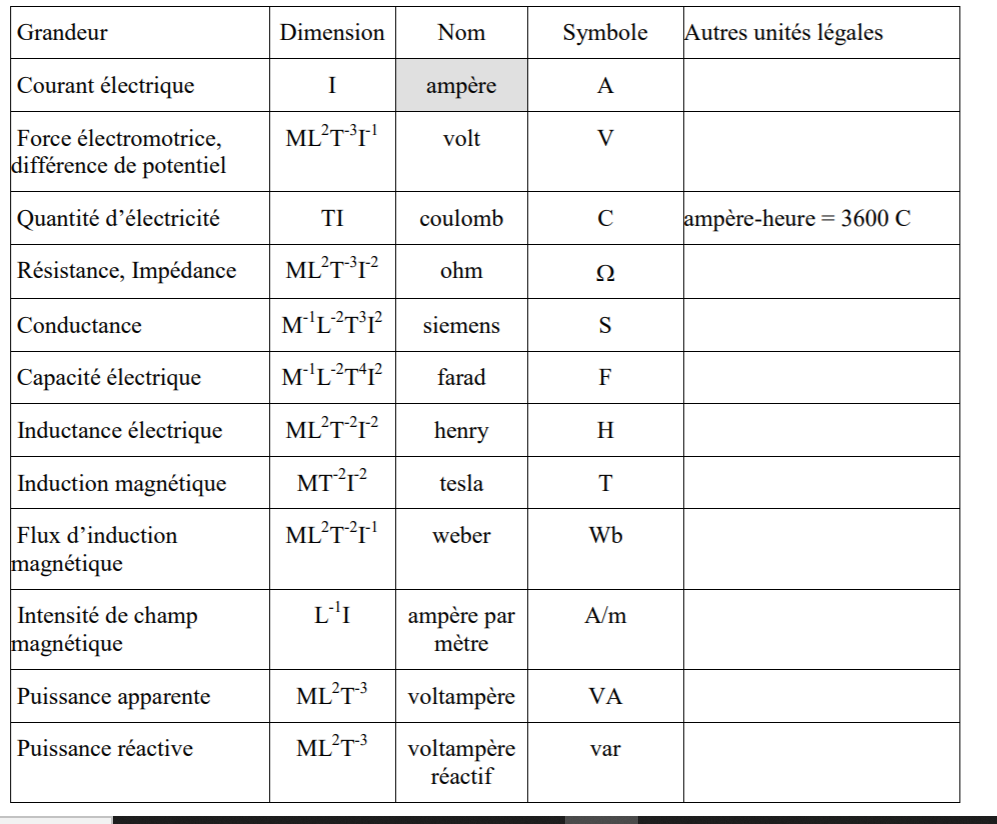 Grandeur Dimension Nom Symbole Autres unités légales
Courant électrique I ampère A
Force électromotrice, ML²T⁻³I⁻¹ volt V
différence de potentiel
Quantité d’électricité TI coulomb C ampère-heure = 3600 C
Résistance, Impédance ML²T⁻³I⁻² ohm Ω
Conductance M⁻¹L⁻²T³I² siemens S
Capacité électrique M⁻¹L⁻²T⁴I² farad F
Inductance électrique ML²T⁻²I⁻² henry H
Induction magnétique MT⁻²I⁻² tesla T
Flux d’induction ML²T⁻²I⁻¹ weber Wb
magnétique
Intensité de champ L⁻¹I ampère par A/m
magnétique mètre
Puissance apparente ML²T⁻³ voltampère VA
Puissance réactive ML²T⁻³ voltampère var
réactif